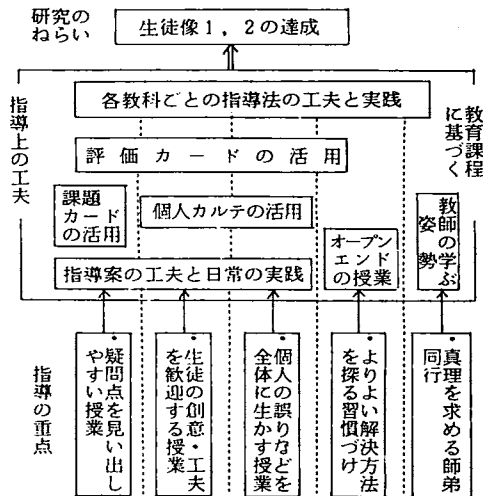 研究の
ねらい
生徒像1，2の達成
指導上の工夫
教育課程
に基づく
各教科ごとの指導法の工夫と実践
評価カードの活用
課題
カード
の活用
個人カルテの活用
オープン
エンド
の授業
教師の学ぶ
姿勢
指導案の工夫と日常の実践
指導の重点
・疑問点を見い出し
やすい授業
・生徒の創意・工夫
を歓迎する授業
・個人の誤りなどを
全体に生かす授業
・よりよい解決方法
を探る習慣づけ
・真理を求める師弟
同行